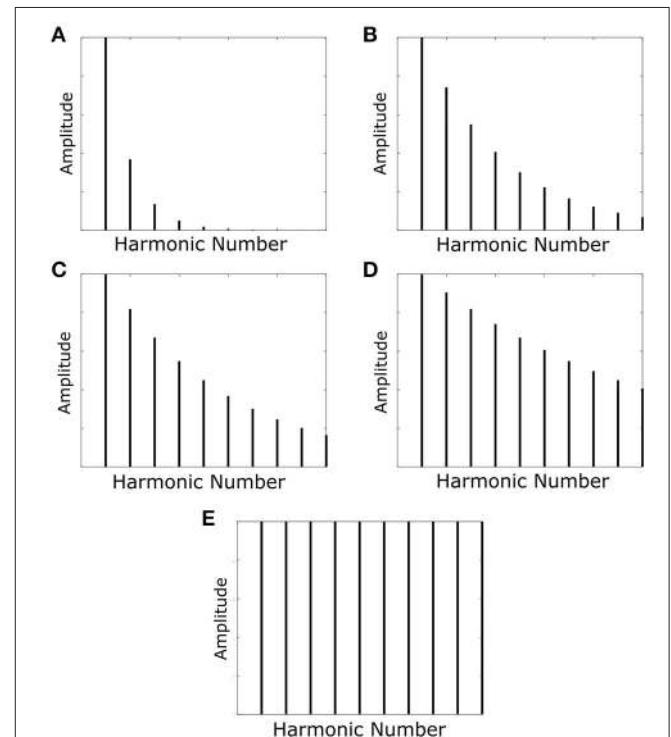 A
Amplitude
Harmonic Number
B
Amplitude
Harmonic Number
C
Amplitude
Harmonic Number
D
Amplitude
Harmonic Number
E
Amplitude
Harmonic Number